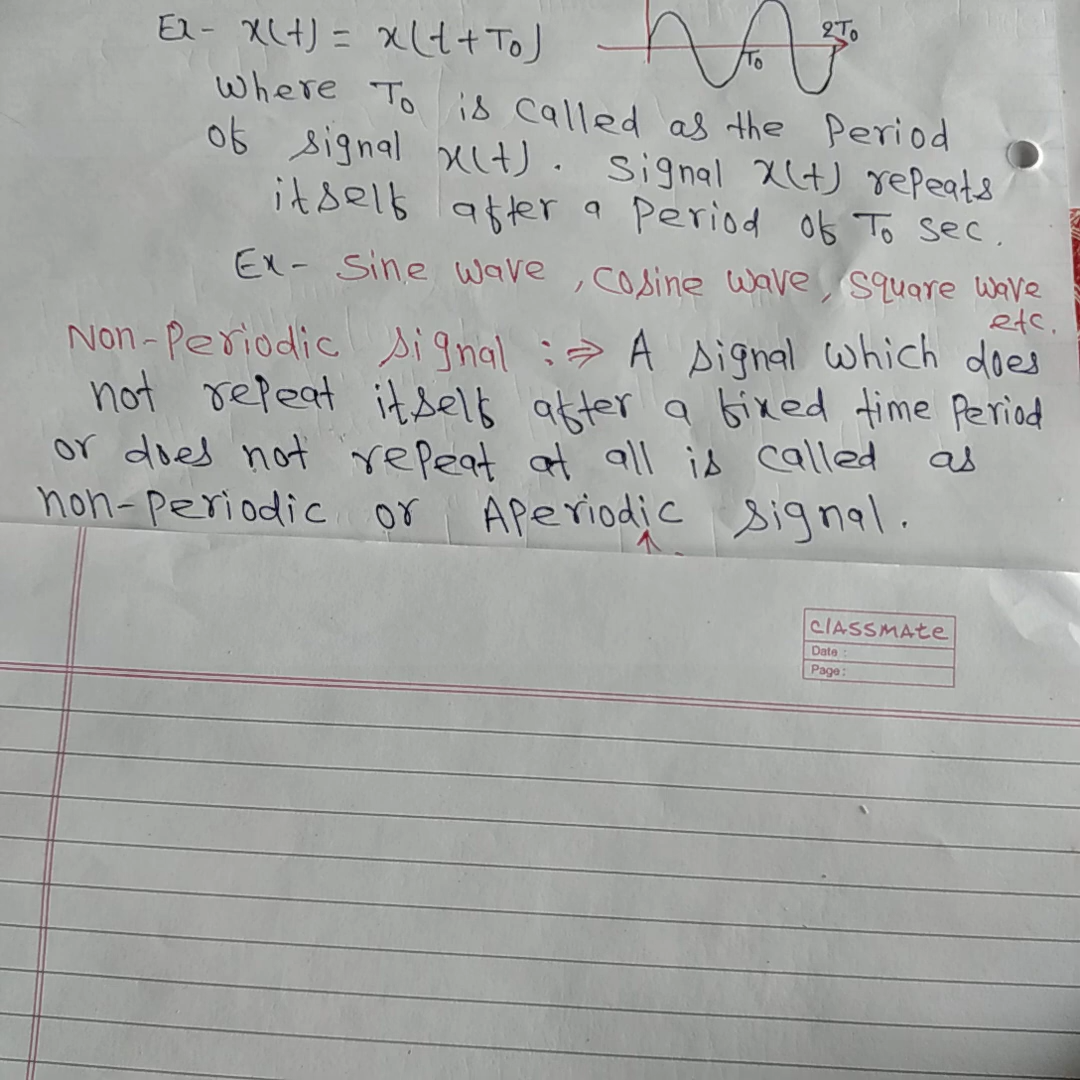 Ex- x(t) = x(t+T₀)
T₀
2T₀
Where T₀ is called as the Period
of signal x(t). Signal x(t) repeats
itself after a Period of T₀ sec.
Ex- Sine wave, cosine wave, square wave
etc.
Non-Periodic signal :⇒ A signal which does
not repeat itself after a fixed time Period
or does not repeat at all is called as
non-periodic or APeriodic signal.
CLASSMATE
Date :
Page: